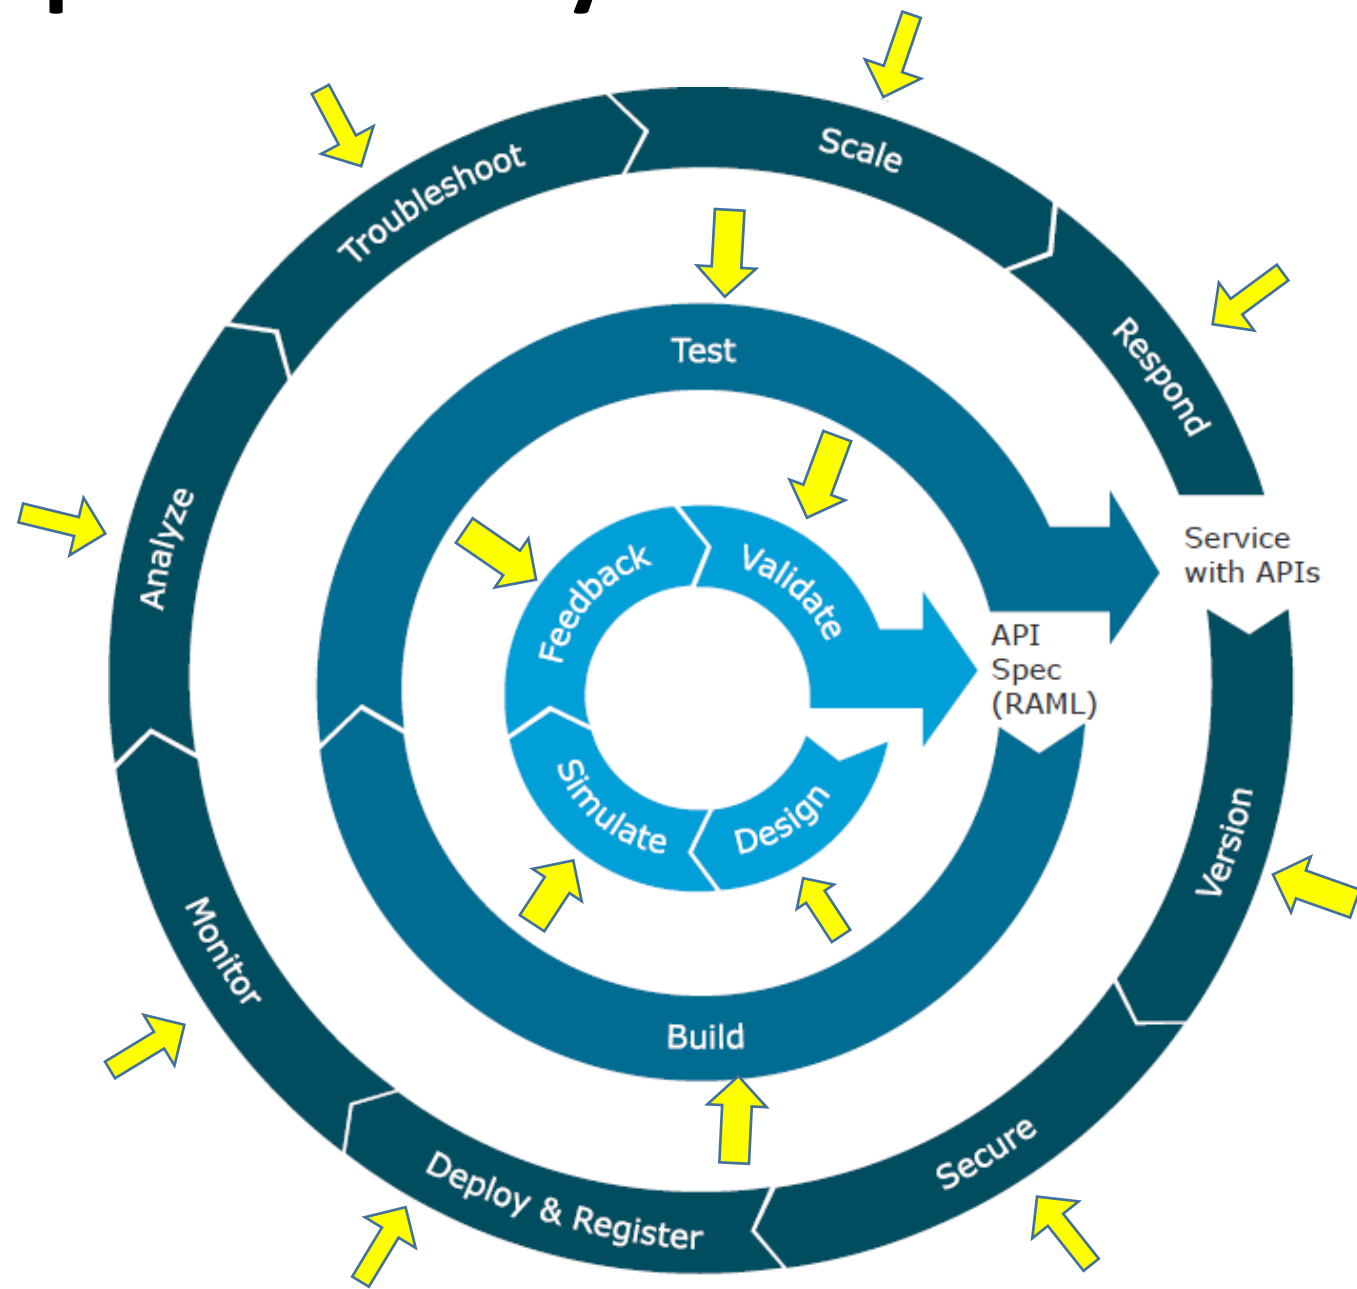 Scale
Troubleshoot
Respond
Test
Analyze
Feedback
Validate
Service
with APIs
API
Spec
(RAML)
Simulate
Design
Version
Monitor
Build
Secure
Deploy & Register